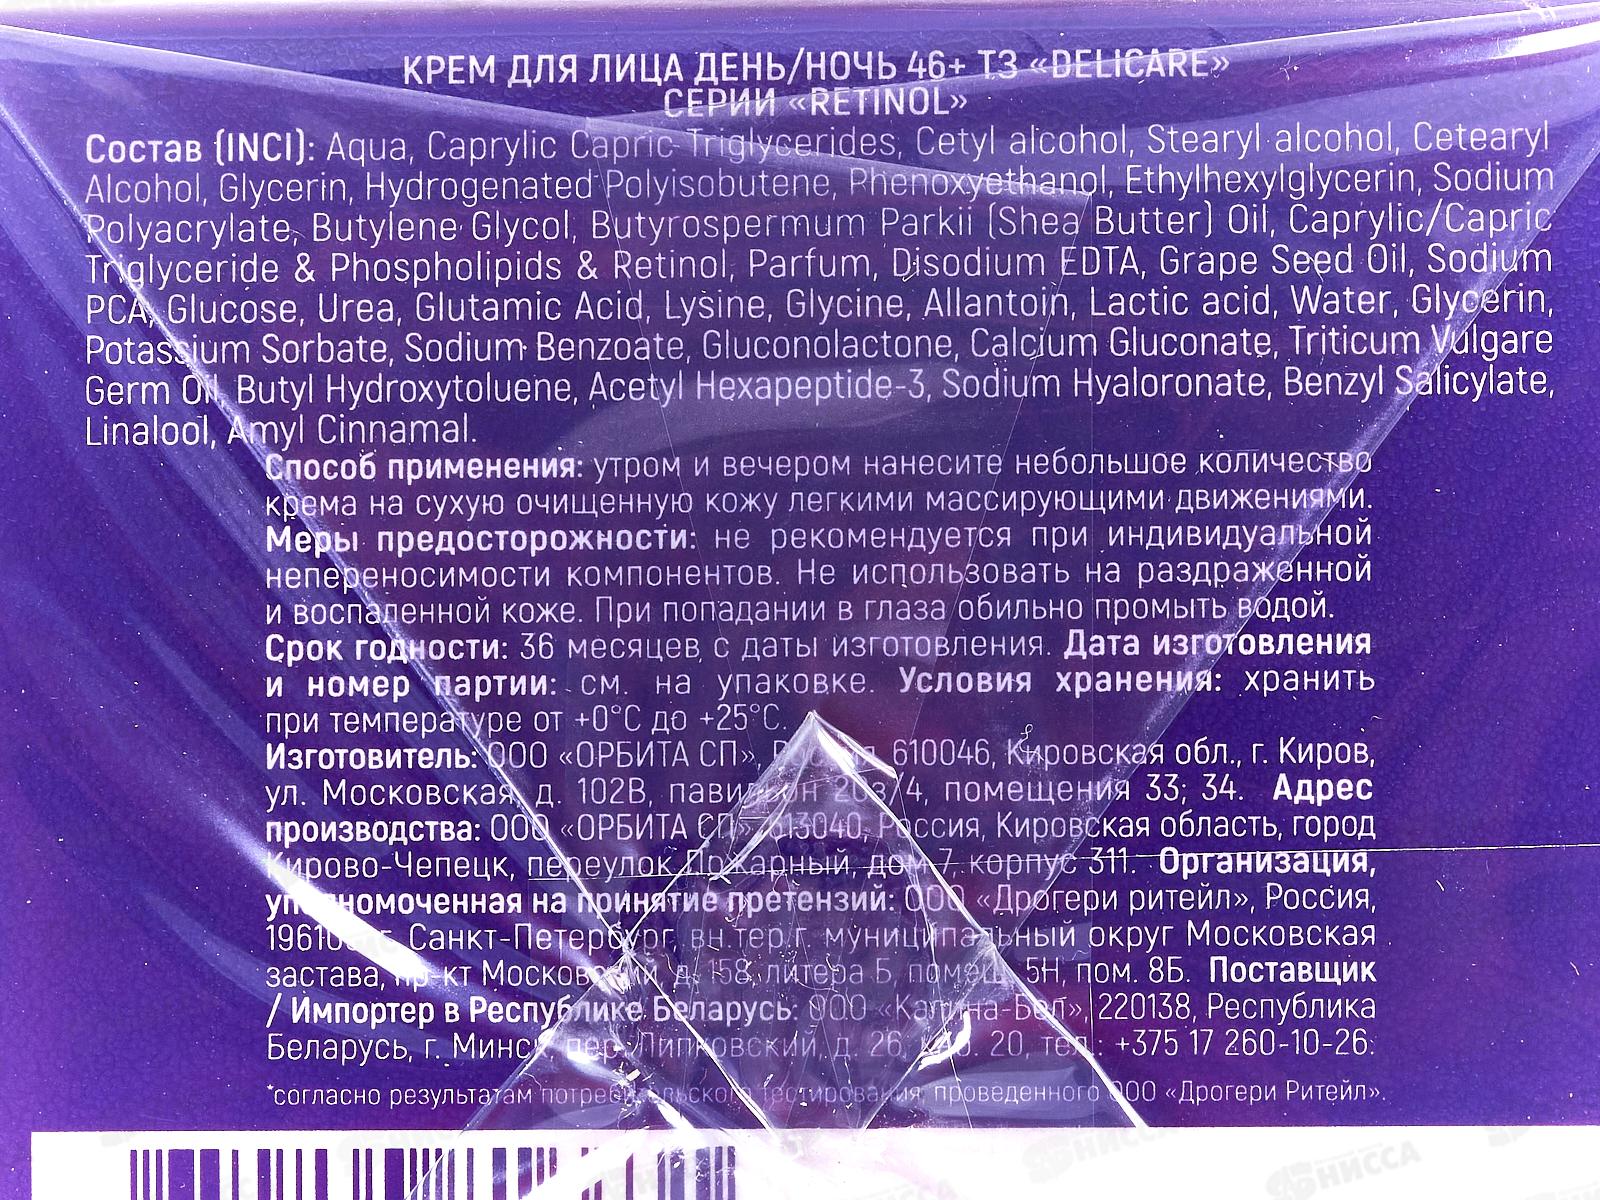 КРЕМ ДЛЯ ЛИЦА ДЕНЬ/НОЧЬ 46+ ТЗ «DELICARE»
СЕРИИ «RETINOL»
Состав (INCI): Aqua, Caprylic Capric Triglycerides, Cetyl alcohol, Stearyl alcohol, Cetearyl
Alcohol, Glycerin, Hydrogenated Polyisobutene, Phenoxyethanol, Ethylhexylglycerin, Sodium
Polyacrylate, Butylene Glycol, Butyrospermum Parkii (Shea Butter) Oil, Caprylic/Capric
Triglyceride & Phospholipids & Retinol, Parfum, Disodium EDTA, Grape Seed Oil, Sodium
PCA, Glucose, Urea, Glutamic Acid, Lysine, Glycine, Allantoin, Lactic acid, Water, Glycerin,
Potassium Sorbate, Sodium Benzoate, Gluconolactone, Calcium Gluconate, Triticum Vulgare
Germ Oil, Butyl Hydroxytoluene, Acetyl Hexapeptide-3, Sodium Hyaloronate, Benzyl Salicylate,
Linalool, Amyl Cinnamal.
Способ применения: утром и вечером нанесите небольшое количество
крема на сухую очищенную кожу легкими массирующими движениями.
Меры предосторожности: не рекомендуется при индивидуальной
непереносимости компонентов. Не использовать на раздраженной
и воспаленной коже. При попадании в глаза обильно промыть водой.
Срок годности: 36 месяцев с даты изготовления. Дата изготовления
и номер партии: см. на упаковке. Условия хранения: хранить
при температуре от +0°С до +25°С.
Изготовитель: ООО «ОРБИТА СП», Россия, 610046, Кировская обл., г. Киров,
ул. Московская, д. 102В, павильон 203/4, помещения 33; 34. Адрес
производства: ООО «ОРБИТА СП», 613040, Россия, Кировская область, город
Кирово-Чепецк, переулок Пожарный, дом 7, корпус 311. Организация,
уполномоченная на принятие претензий: ООО «Дрогери ритейл», Россия,
г. Санкт-Петербург, вн.тер.г. муниципальный округ Московская
застава, пр-кт Московский д. 158, литера Б, помещ. 5Н, пом. 8Б. Поставщик
/ Импортер в Республике Беларусь: ООО «Калина-Бел», 220138, Республика
Беларусь, г. Минск, пер. Липковский, д. 26, каб. 20, тел.: +375 17 260-10-26.
*согласно результатам потребительского тестирования, проведенного ООО «Дрогери Ритейл».